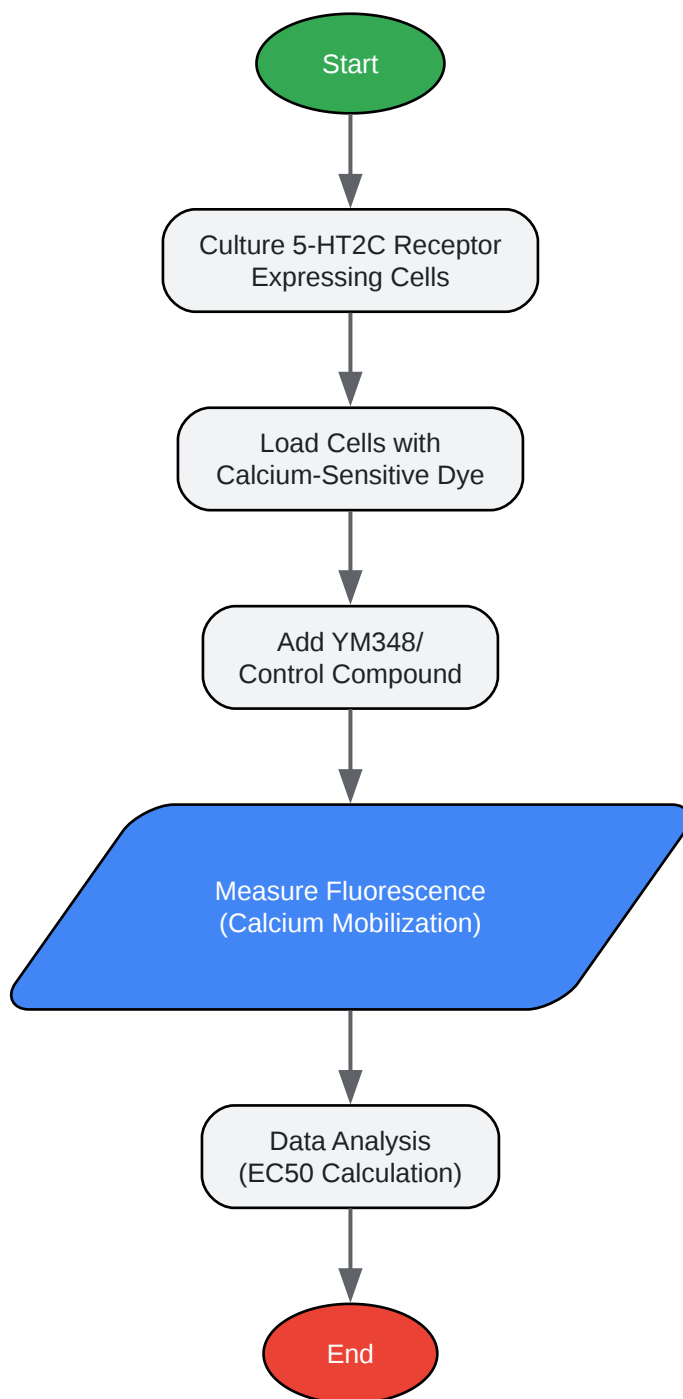 Start
Culture 5-HT2C Receptor
Expressing Cells
Load Cells with
Calcium-Sensitive Dye
Add YM348/
Control Compound
Measure Fluorescence
(Calcium Mobilization)
Data Analysis
(EC50 Calculation)
End